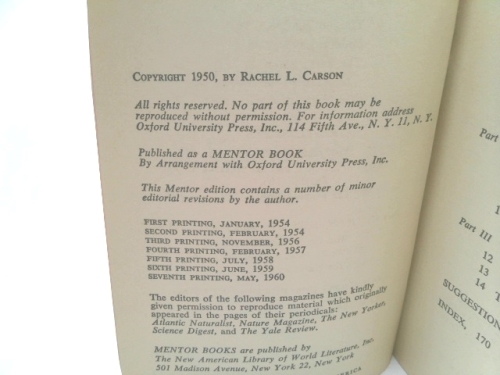 COPYRIGHT 1950, BY RACHEL L. CARSON
All rights reserved. No part of this book may be
reproduced without permission. For information address
Oxford University Press, Inc., 114 Fifth Ave., N. Y. 11, N. Y.
Published as a MENTOR BOOK
By Arrangement with Oxford University Press, Inc.
This Mentor edition contains a number of minor
editorial revisions by the author.
FIRST PRINTING, JANUARY, 1954
SECOND PRINTING, FEBRUARY, 1954
THIRD PRINTING, NOVEMBER, 1956
FOURTH PRINTING, FEBRUARY, 1957
FIFTH PRINTING, JULY, 1958
SIXTH PRINTING, JUNE, 1959
SEVENTH PRINTING, MAY, 1960
The editors of the following magazines have kindly
given permission to reproduce material which originally
appeared in the pages of their periodicals:
Atlantic Naturalist, Nature Magazine, The New Yorker,
Science Digest, and The Yale Review.
MENTOR BOOKS are published by
The New American Library of World Literature, Inc.
501 Madison Avenue, New York 22, New York
Part
Part III
12
13
14 T
SUGGESTION
INDEX, 170